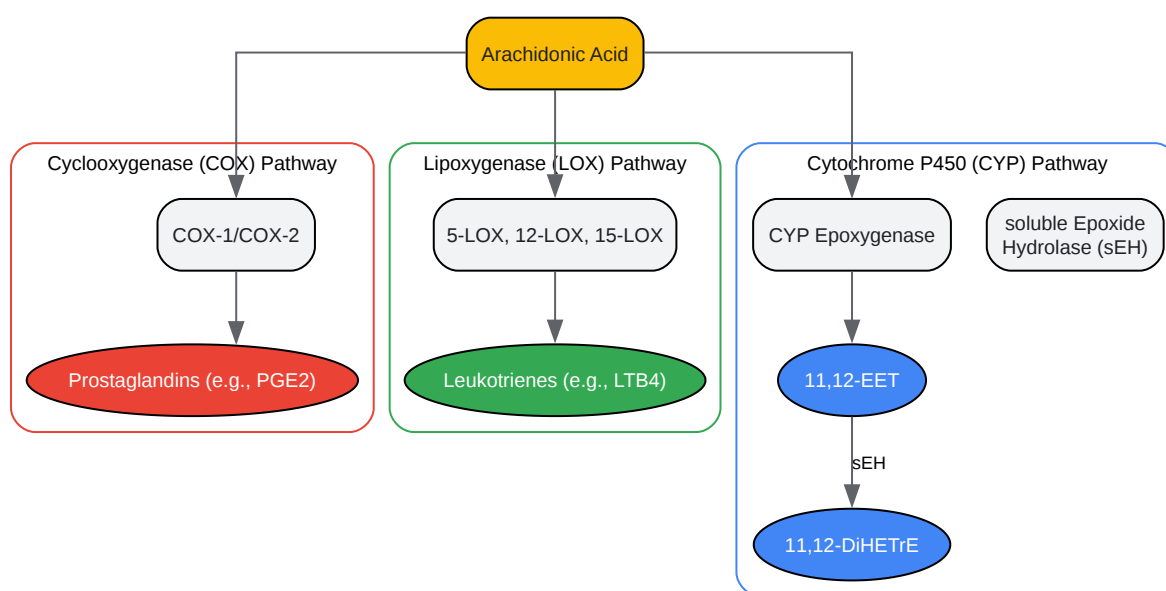 Arachidonic Acid
Cyclooxygenase (COX) Pathway
Lipoxygenase (LOX) Pathway
Cytochrome P450 (CYP) Pathway
COX-1/COX-2
5-LOX, 12-LOX, 15-LOX
CYP Epoxygenase
soluble Epoxide
Hydrolase (sEH)
Prostaglandins (e.g., PGE2)
Leukotrienes (e.g., LTB4)
11,12-EET
sEH
11,12-DiHETrE